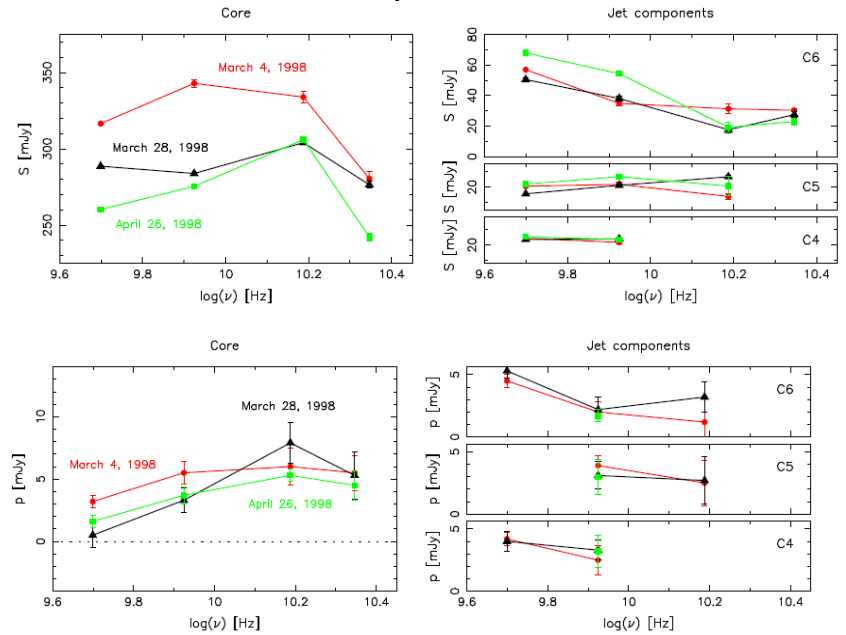 Core
350
300
250
S [mJy]
March 4, 1998
March 28, 1998
April 26, 1998
9.6
9.8
10
10.2
10.4
log(ν) [Hz]
Jet components
80
60
40
20
0
S [mJy]
C6
20
S [mJy]
C5
20
S [mJy]
C4
9.6
9.8
10
10.2
10.4
log(ν) [Hz]
Core
10
5
0
p [mJy]
March 28, 1998
March 4, 1998
April 26, 1998
9.6
9.8
10
10.2
10.4
log(ν) [Hz]
Jet components
5
0
p [mJy]
C6
5
0
p [mJy]
C5
5
0
p [mJy]
C4
9.6
9.8
10
10.2
10.4
log(ν) [Hz]